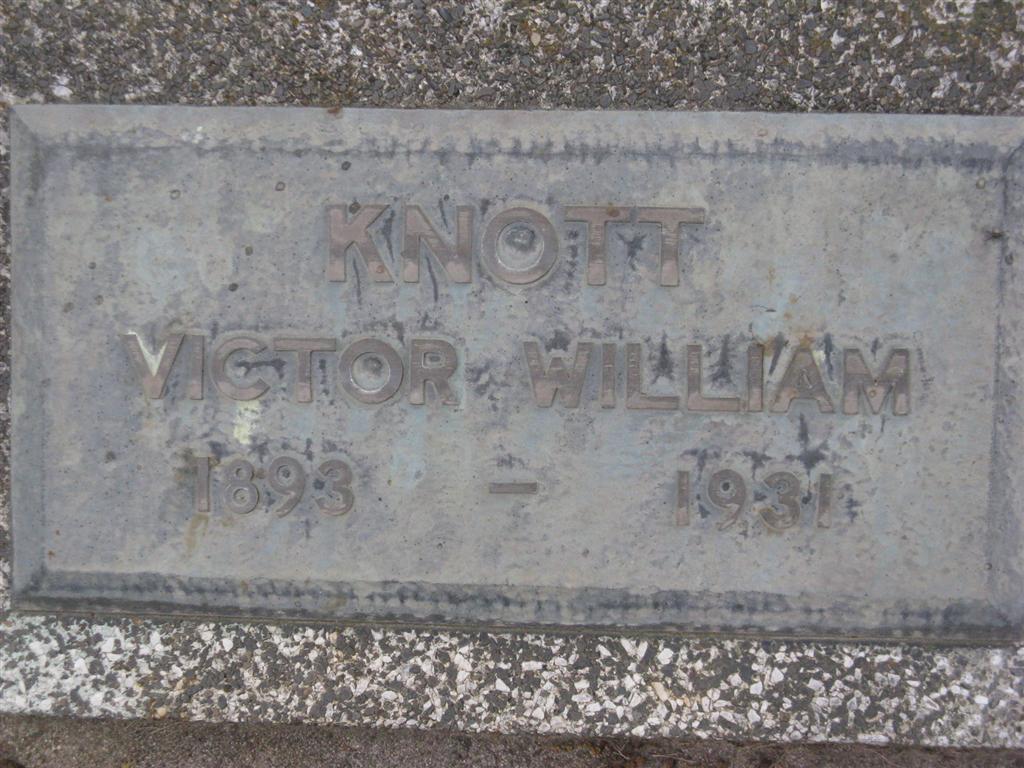 KNOTT
VICTOR WILLIAM
1893 - 1931